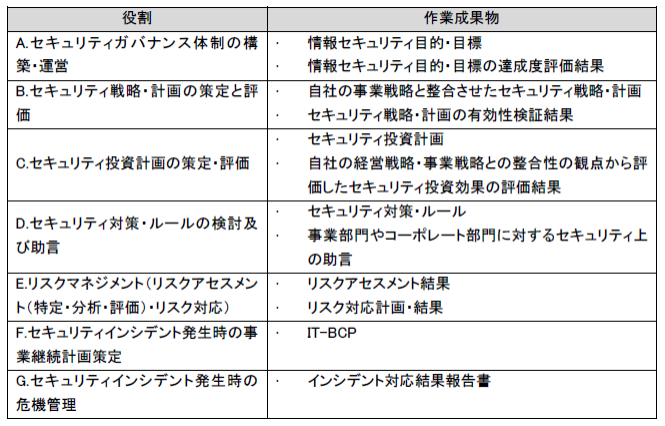 役割
作業成果物
A.セキュリティガバナンス体制の構
築・運営
・ 情報セキュリティ目的・目標
・ 情報セキュリティ目的・目標の達成度評価結果
B.セキュリティ戦略・計画の策定と評
価
・ 自社の事業戦略と整合させたセキュリティ戦略・計画
・ セキュリティ戦略・計画の有効性検証結果
C.セキュリティ投資計画の策定・評価
・ セキュリティ投資計画
・ 自社の経営戦略・事業戦略との整合性の観点から評
価したセキュリティ投資効果の評価結果
D.セキュリティ対策・ルールの検討及
び助言
・ セキュリティ対策・ルール
・ 事業部門やコーポレート部門に対するセキュリティ上
の助言
E.リスクマネジメント（リスクアセスメン
ト（特定・分析・評価）・リスク対応）
・ リスクアセスメント結果
・ リスク対応計画・結果
F.セキュリティインシデント発生時の事
業継続計画策定
・ IT-BCP
G.セキュリティインシデント発生時の
危機管理
・ インシデント対応結果報告書